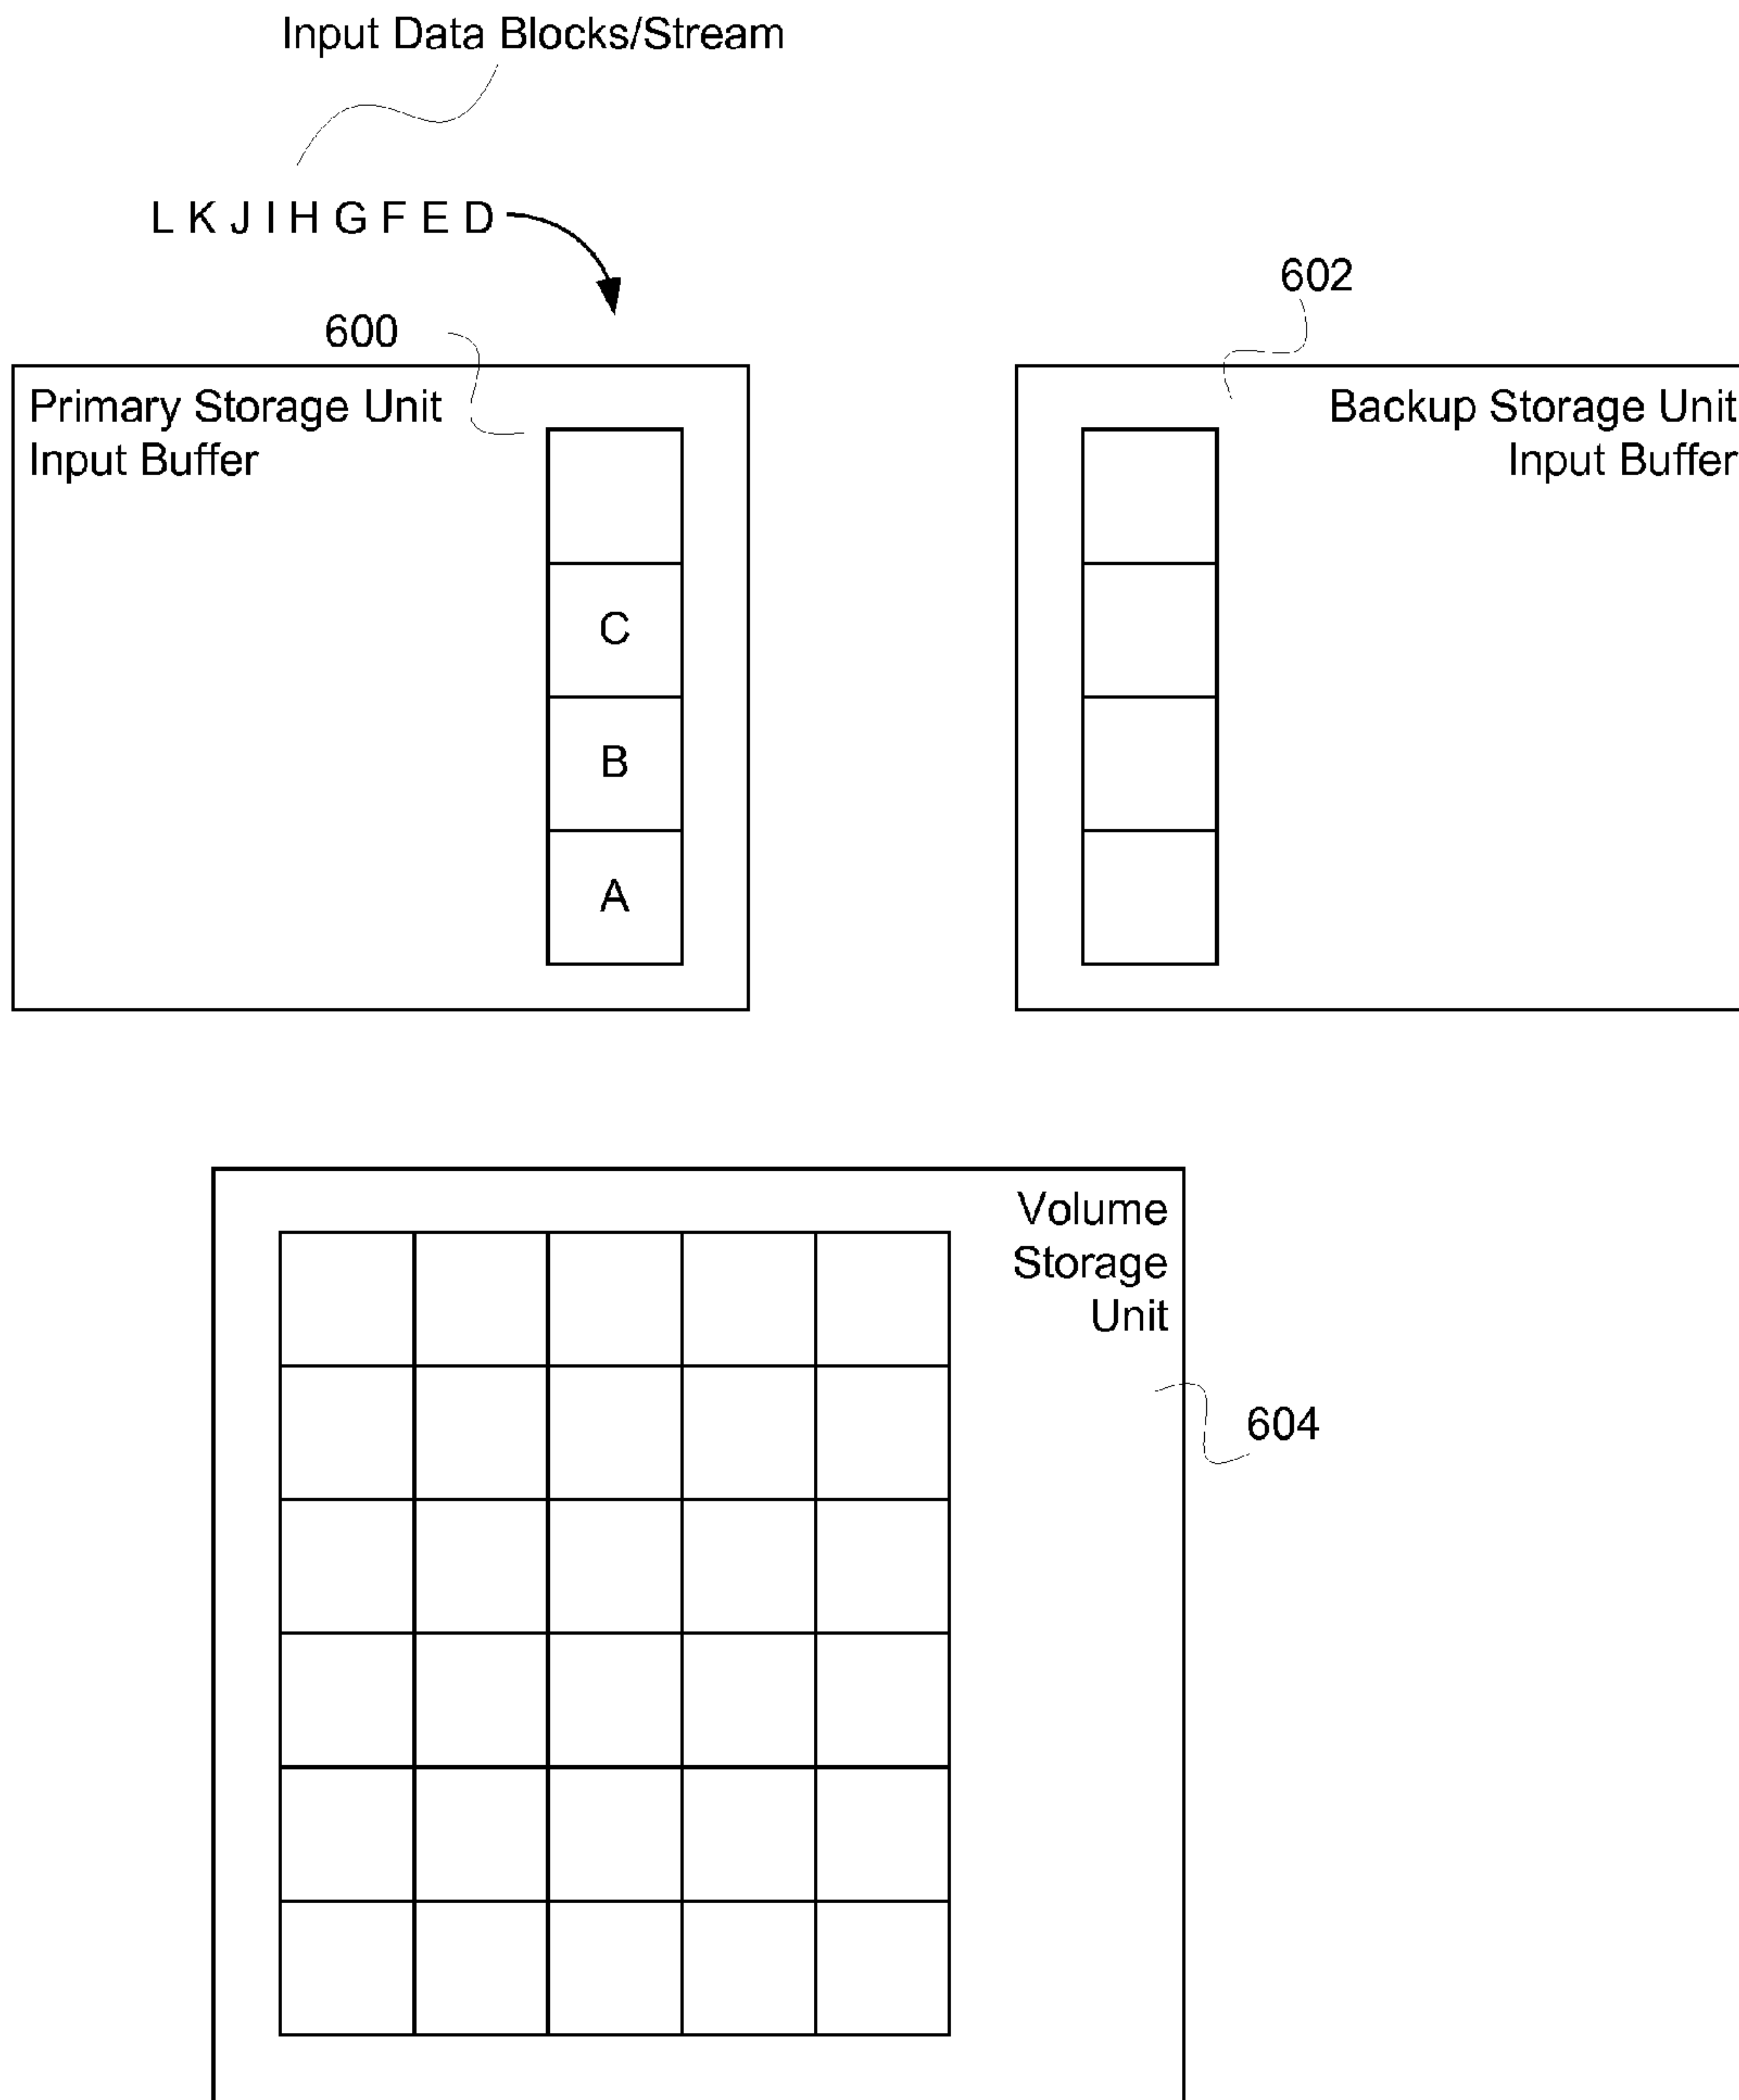 Input Data Blocks/Stream
L K J I H G F E D
600
602
Primary Storage Unit
Input Buffer
Backup Storage Unit
Input Buffer
C
B
A
Volume
Storage
Unit
604